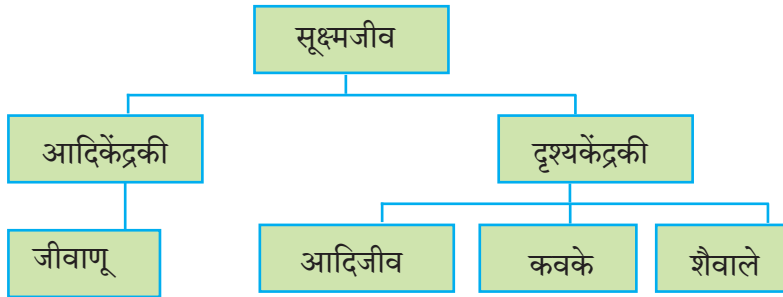 सूक्ष्मजीव
आदिकेंद्रकी
दृश्यकेंद्रकी
जीवाणू
आदिजीव
कवके
शैवाले